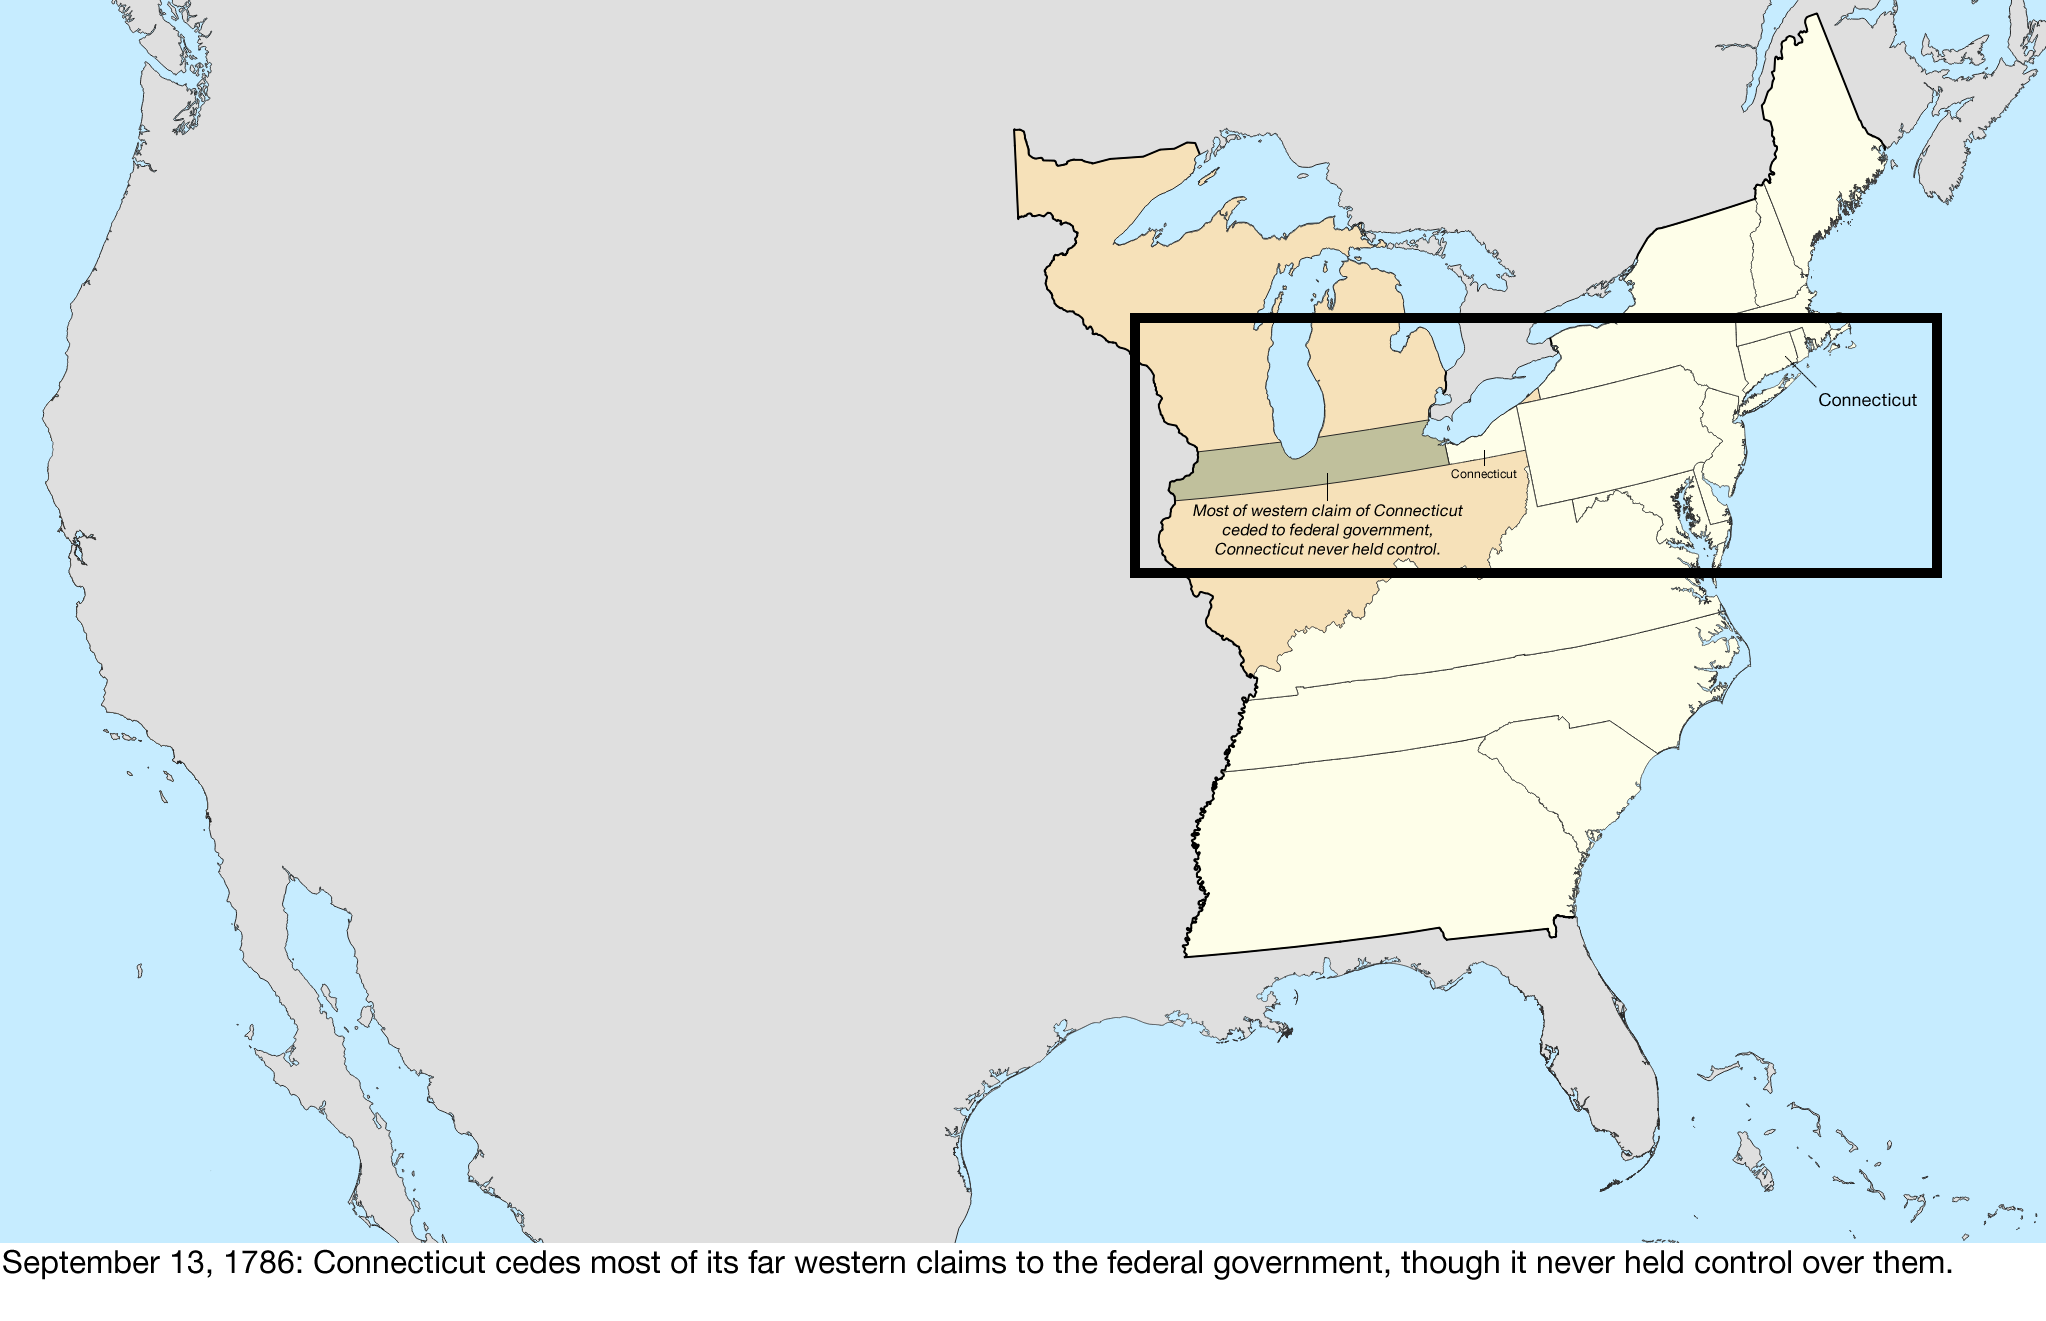 Connecticut
Connecticut
Most of western claim of Connecticut
ceded to federal government,
Connecticut never held control.
September 13, 1786: Connecticut cedes most of its far western claims to the federal government, though it never held control over them.